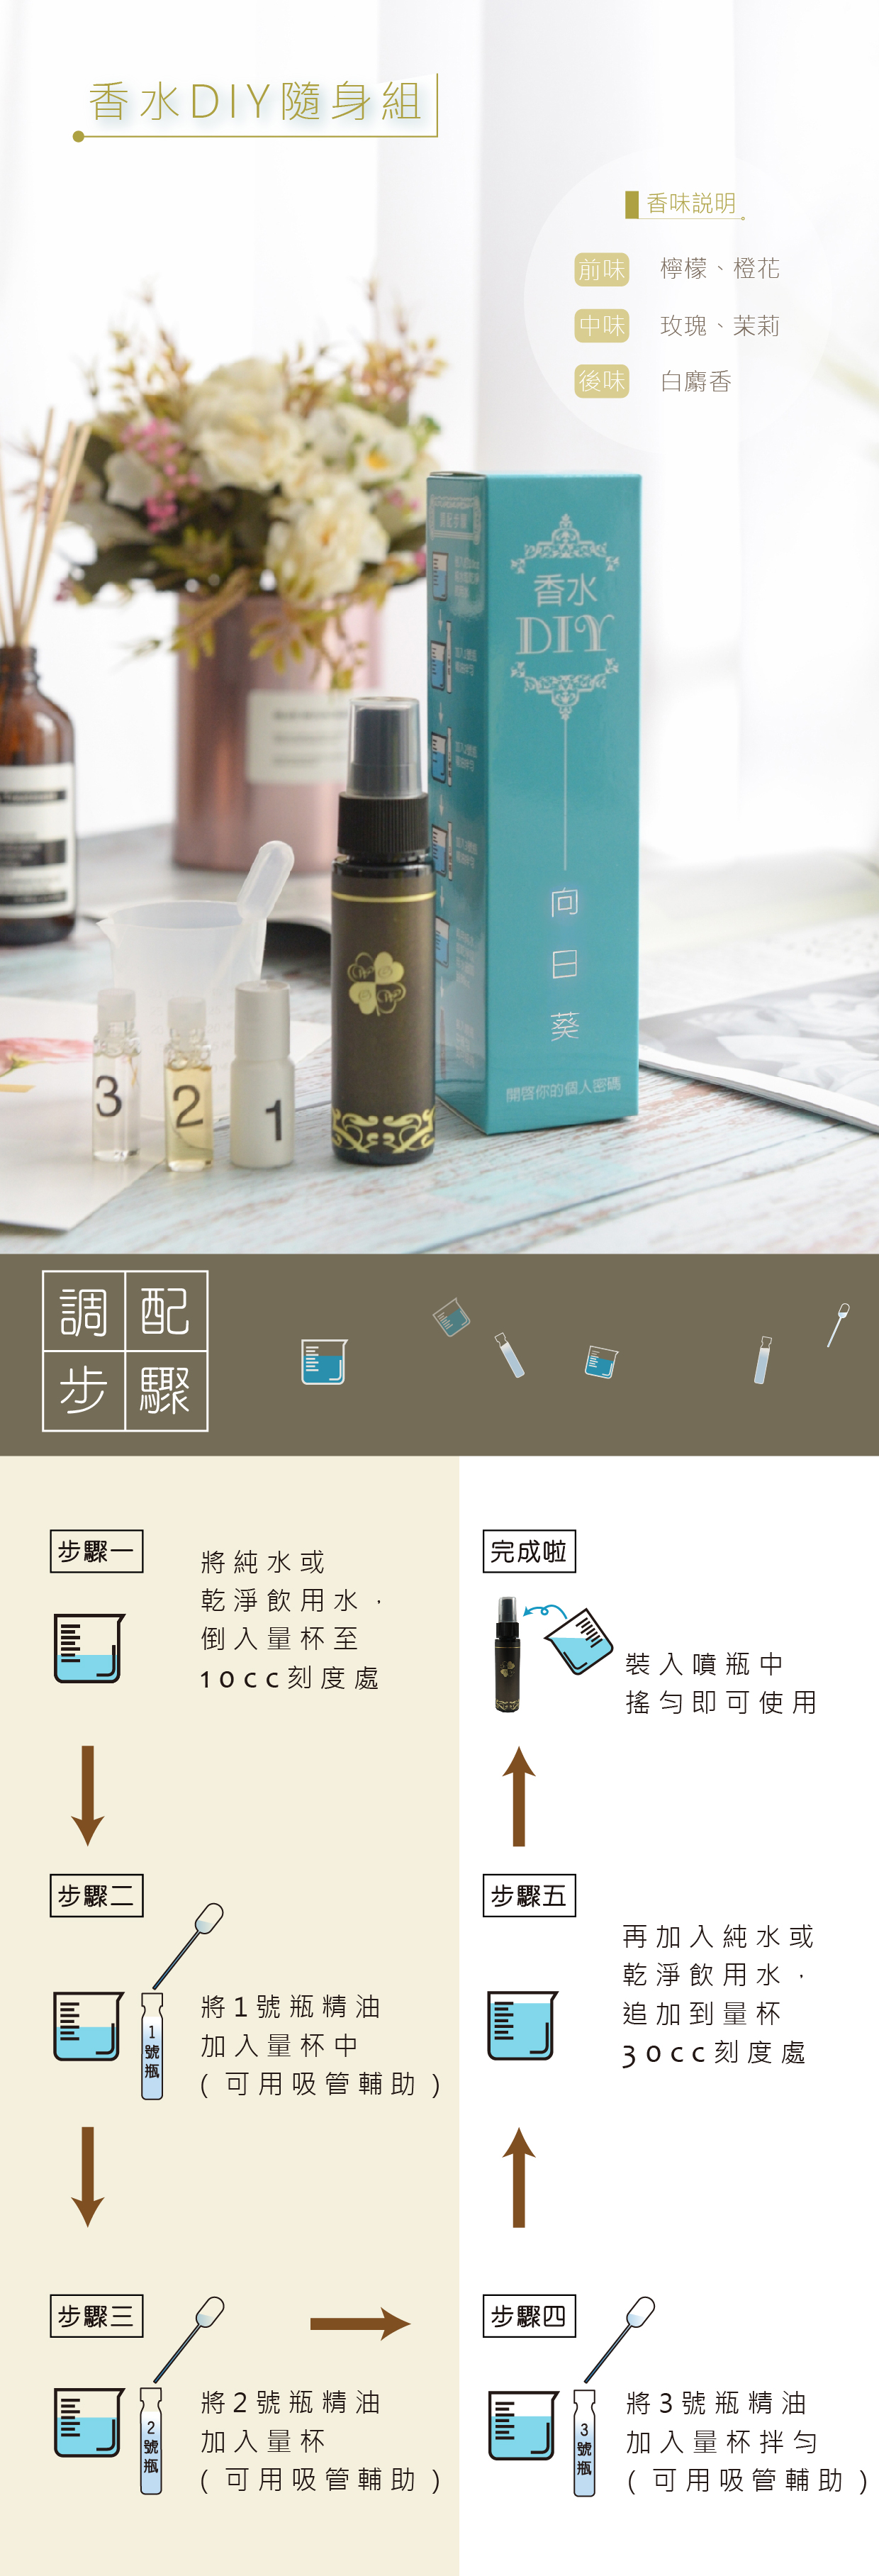 香水DIY隨身組
香味説明
前味 檸檬、橙花
中味 玫瑰、茉莉
後味 白麝香
調配步驟
香水
DIY
向
日
葵
開啓你的個人密碼
3
2
1
調配
步驟
步驟一
將純水或
乾淨飲用水，
倒入量杯至
10cc刻度處
步驟二
1
號
瓶
將1號瓶精油
加入量杯中
(可用吸管輔助)
步驟三
2
號
瓶
將2號瓶精油
加入量杯
(可用吸管輔助)
步驟四
3
號
瓶
將3號瓶精油
加入量杯拌勻
(可用吸管輔助)
步驟五
再加入純水或
乾淨飲用水，
追加到量杯
30cc刻度處
完成啦
裝入噴瓶中
搖勻即可使用